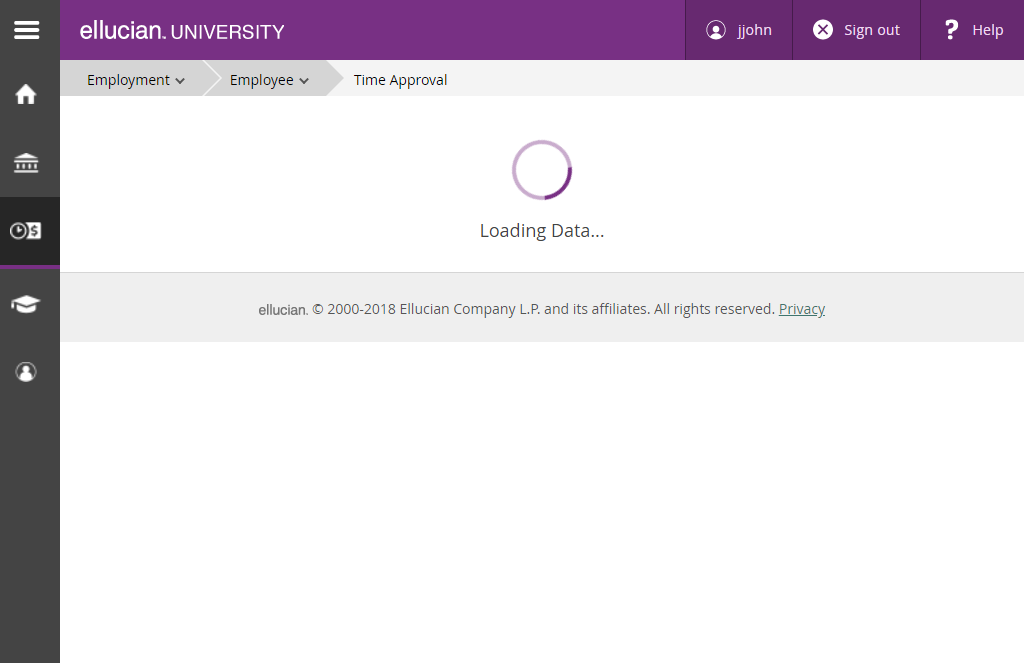 ellucian. UNIVERSITY
jjohn
Sign out
? Help
Employment
Employee
Time Approval
$
Loading Data...
ellucian. © 2000-2018 Ellucian Company L.P. and its affiliates. All rights reserved. Privacy